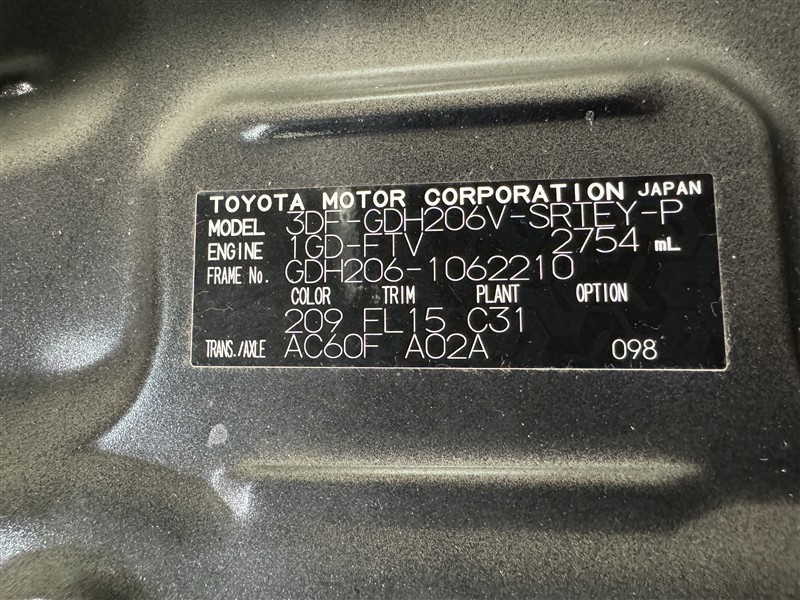 TOYOTA MOTOR CORPORATION JAPAN
MODEL 3DF-GDH206V-SRTEY-P
ENGINE 1GD-FTV 2754 mL
FRAME No. GDH206-1062210
COLOR TRIM PLANT OPTION
209 FL15 C31
TRANS./AXLE AC60F A02A 098